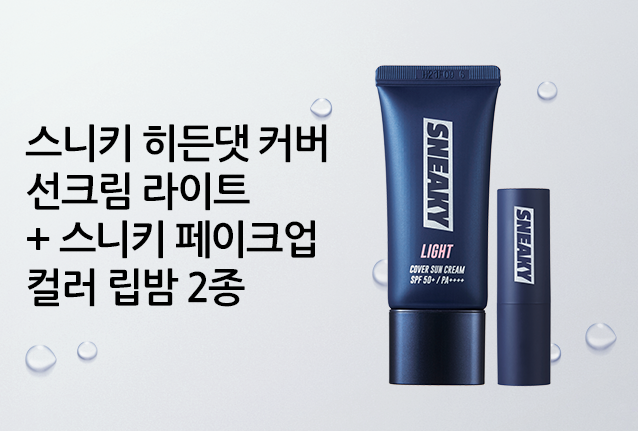 스니키 히든댓 커버
선크림 라이트
+ 스니키 페이크업
컬러 립밤 2종
SNEAKY
LIGHT
COVER SUN CREAM
SPF 50+ / PA++++
SNEAKY